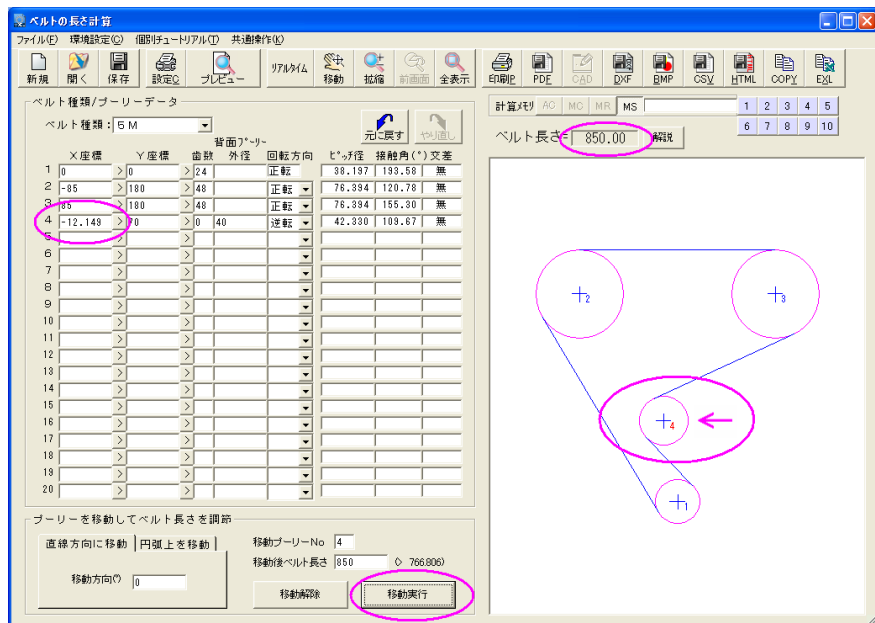 ベルトの長さ計算
ファイル(F) 環境設定(C) 個別チュートリアル(T) 共通操作(K)
新規 開く 保存 設定C プレビュー リアルタイム 移動 拡縮 前画面 全表示 印刷P PDF CAD DXF BMP CSV HTML COPY EXL
ベルト種類/プーリーデータ
ベルト種類: 5M
元に戻す やり直し
背面プーリー
X座標 Y座標 歯数 外径 回転方向 ピッチ径 接触角(°) 交差
1 0 > 0 > 24 正転 38.197 193.58 無
2 -85 > 180 > 48 正転 76.394 120.78 無
3 85 > 180 > 48 正転 76.394 155.30 無
4 -12.149 > 70 > 0 40 逆転 42.330 109.67 無
5 > >
6 > >
7 > >
8 > >
9 > >
10 > >
11 > >
12 > >
13 > >
14 > >
15 > >
16 > >
17 > >
18 > >
19 > >
20 > >
プーリーを移動してベルト長さを調節
直線方向に移動 円弧上を移動
移動方向(°) 0
移動プーリーNo 4
移動後ベルト長さ 850 (> 766.806)
移動解除 移動実行
計算メモリ AC MC MR MS 1 2 3 4 5
6 7 8 9 10
ベルト長さ= 850.00 解説
2 3
4
1